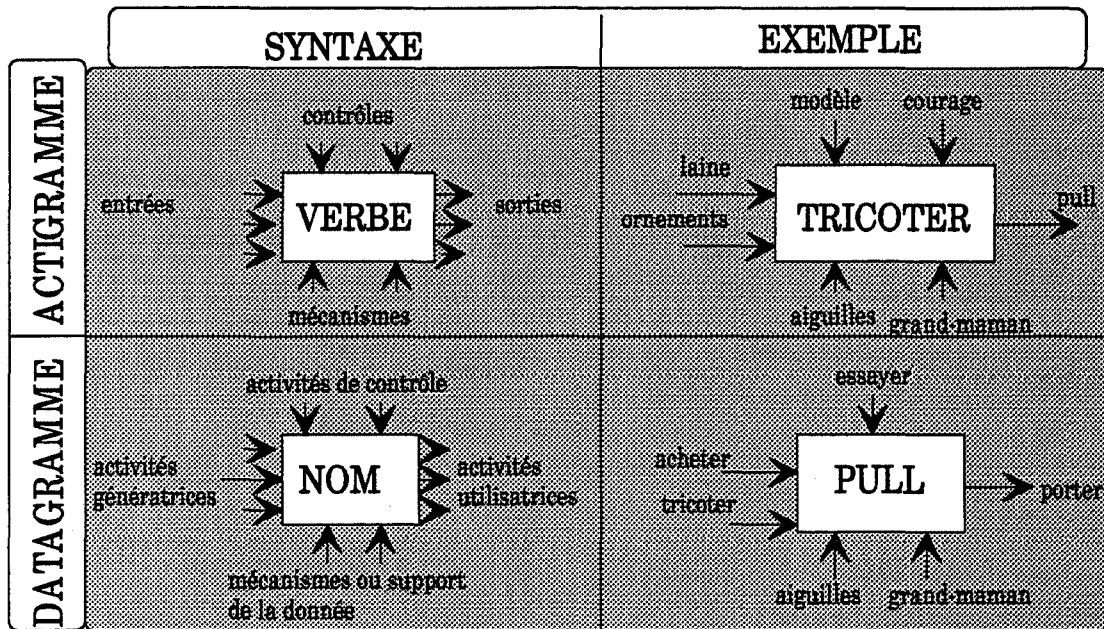 SYNTAXE
EXEMPLE
ACTIGRAMME
contrôles
entrées
VERBE
sorties
mécanismes
modèle
courage
laine
ornements
TRICOTER
pull
aiguilles
grand-maman
DATAGRAMME
activités de contrôle
activités
génératrices
NOM
activités
utilisatrices
mécanismes ou support
de la donnée
essayer
acheter
tricoter
PULL
porter
aiguilles
grand-maman